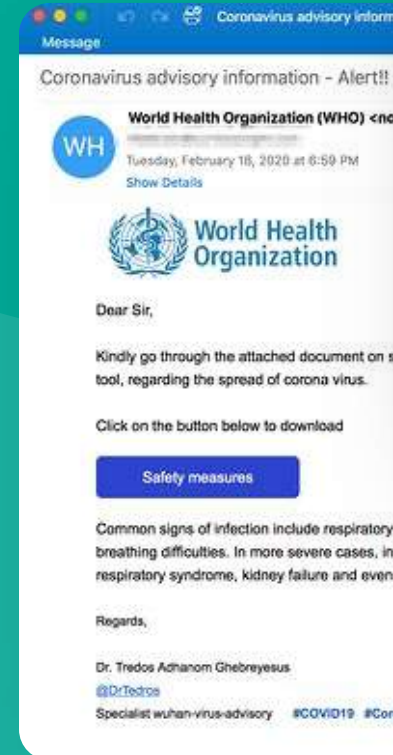 Coronavirus advisory inform
Message
Coronavirus advisory information - Alert!!
World Health Organization (WHO) <no
WH
Tuesday, February 18, 2020 at 6:59 PM
Show Details
World Health
Organization
Dear Sir,
Kindly go through the attached document on s
tool, regarding the spread of corona virus.
Click on the button below to download
Safety measures
Common signs of infection include respiratory
breathing difficulties. In more severe cases, in
respiratory syndrome, kidney failure and even
Regards,
Dr. Tredos Adhanom Ghebreyesus
@DrTedros
Specialist wuhan-virus-advisory #COVID19 #Cor